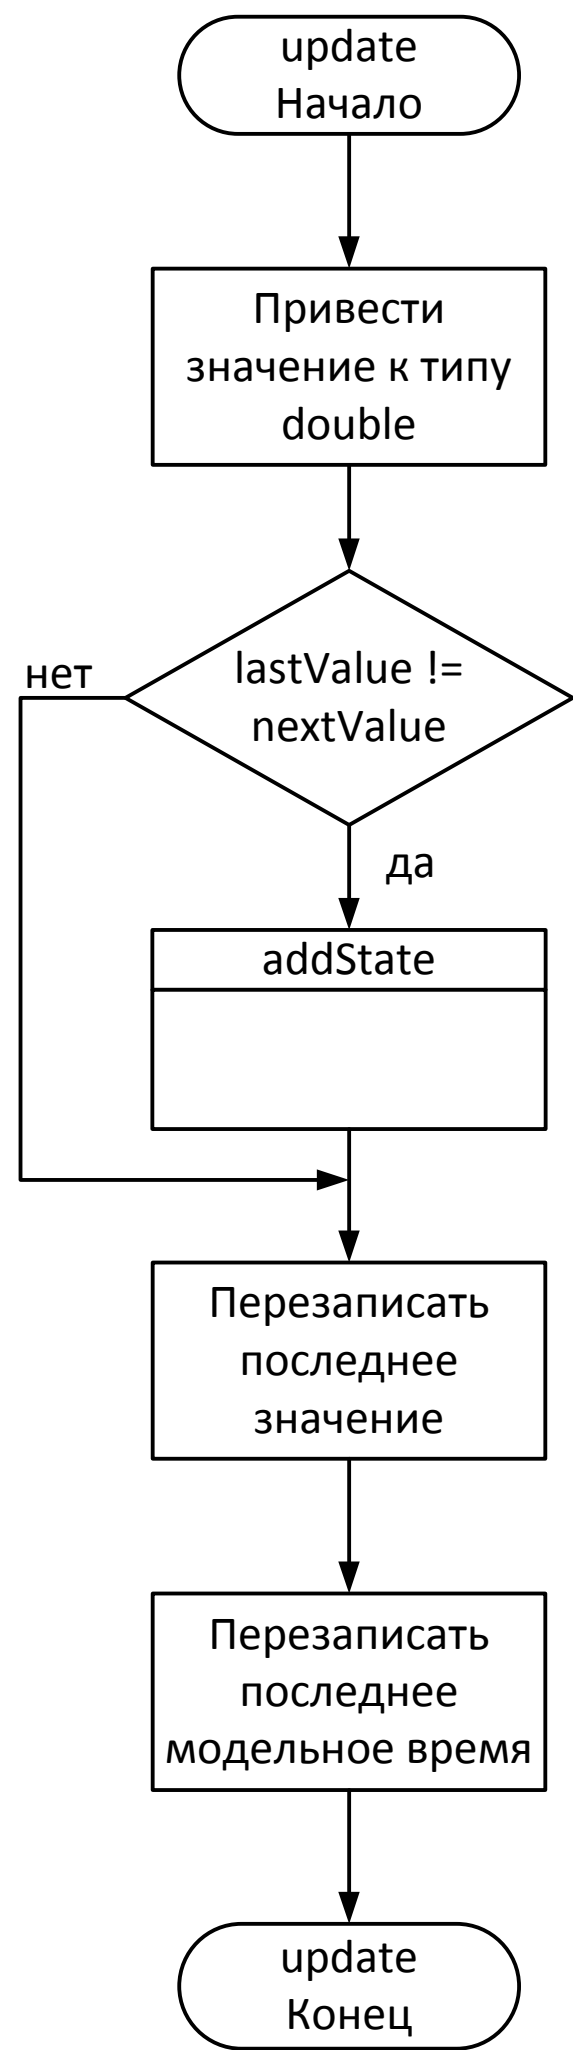 update
Начало
Привести
значение к типу
double
нет
lastValue !=
nextValue
да
addState
Перезаписать
последнее
значение
Перезаписать
последнее
модельное время
update
Конец